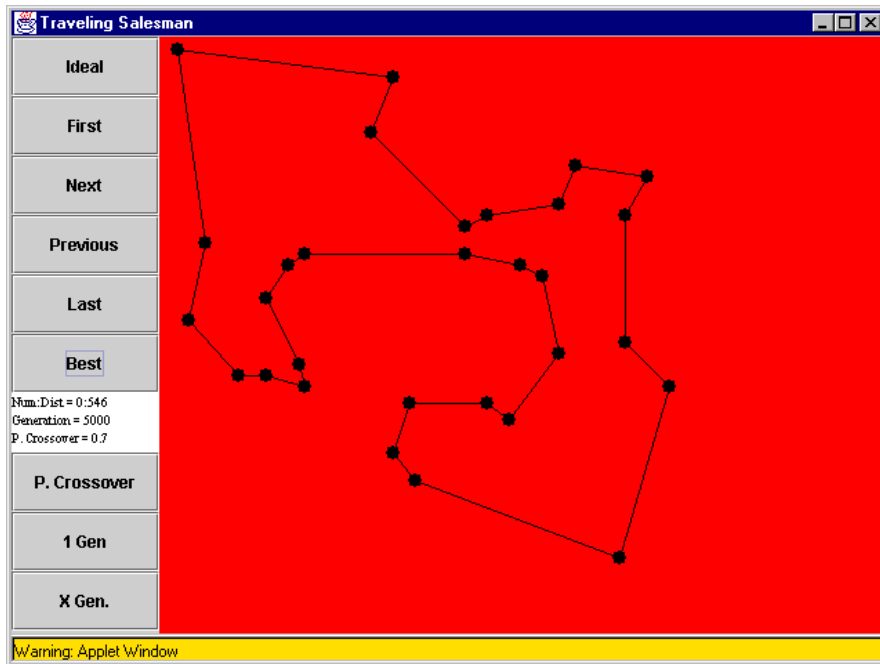 Traveling Salesman
Ideal
First
Next
Previous
Last
Best
Num:Dist = 0:546
Generation = 5000
P. Crossover = 0.7
P. Crossover
1 Gen
X Gen.
Warning: Applet Window